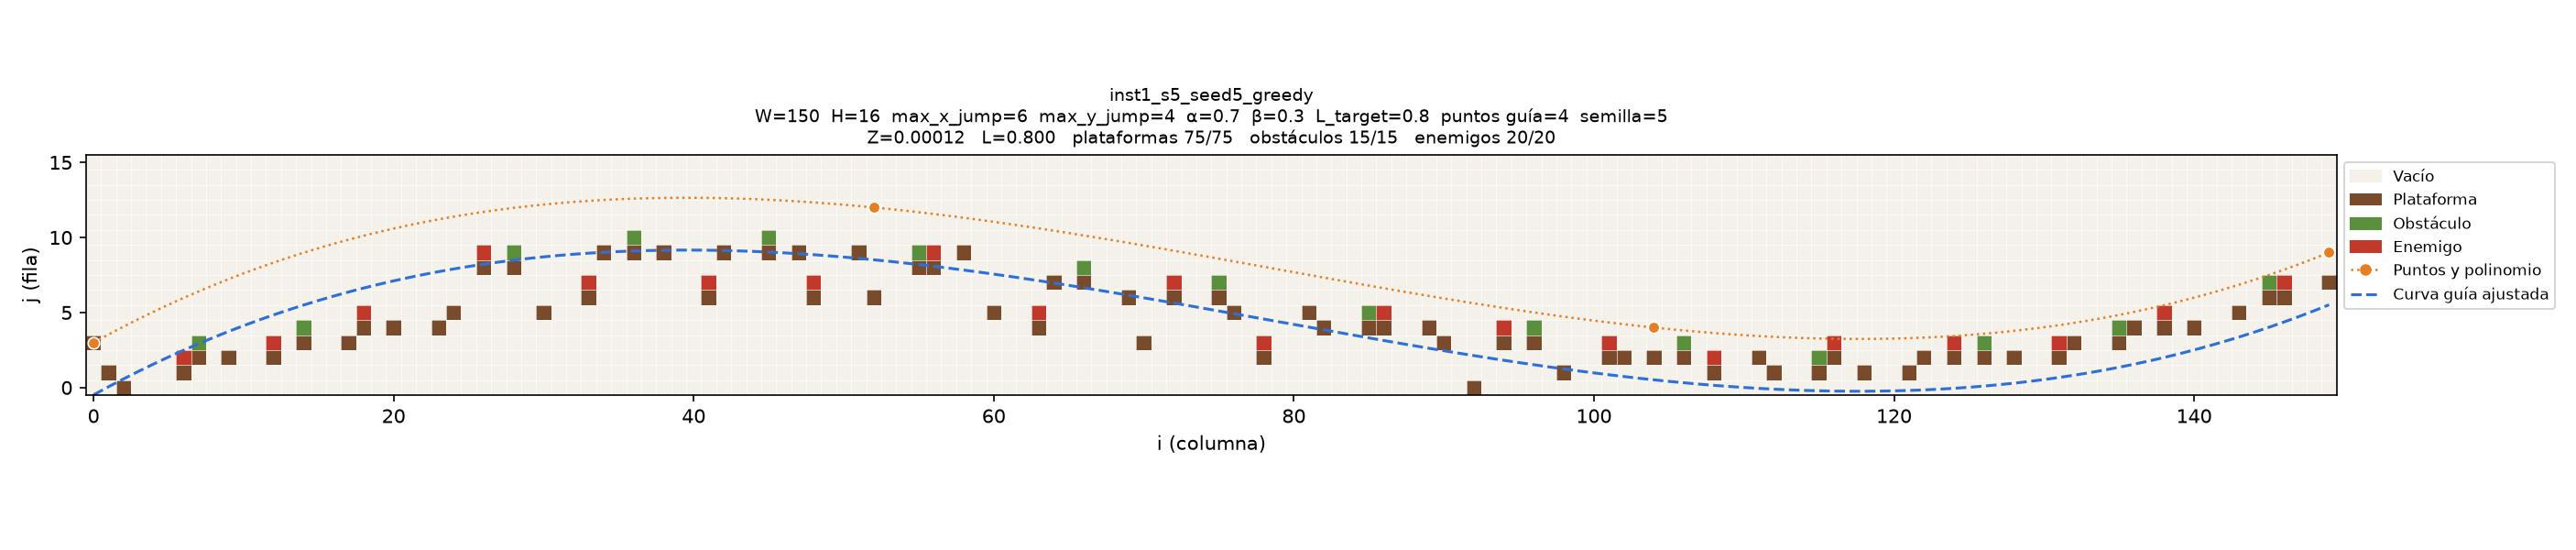 inst1_s5_seed5_greedy
W=150 H=16 max_x_jump=6 max_y_jump=4 α=0.7 β=0.3 L_target=0.8 puntos guía=4 semilla=5
Z=0.00012 L=0.800 plataformas 75/75 obstáculos 15/15 enemigos 20/20
15
10
5
0
j (fila)
0 20 40 60 80 100 120 140
i (columna)
Vacío
Plataforma
Obstáculo
Enemigo
Puntos y polinomio
Curva guía ajustada